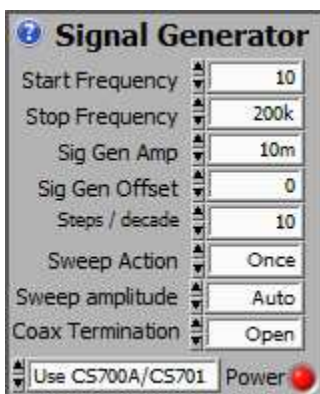 ? Signal Generator
Start Frequency 10
Stop Frequency 200k
Sig Gen Amp 10m
Sig Gen Offset 0
Steps / decade 10
Sweep Action Once
Sweep amplitude Auto
Coax Termination Open
Use CS700A/CS701 Power